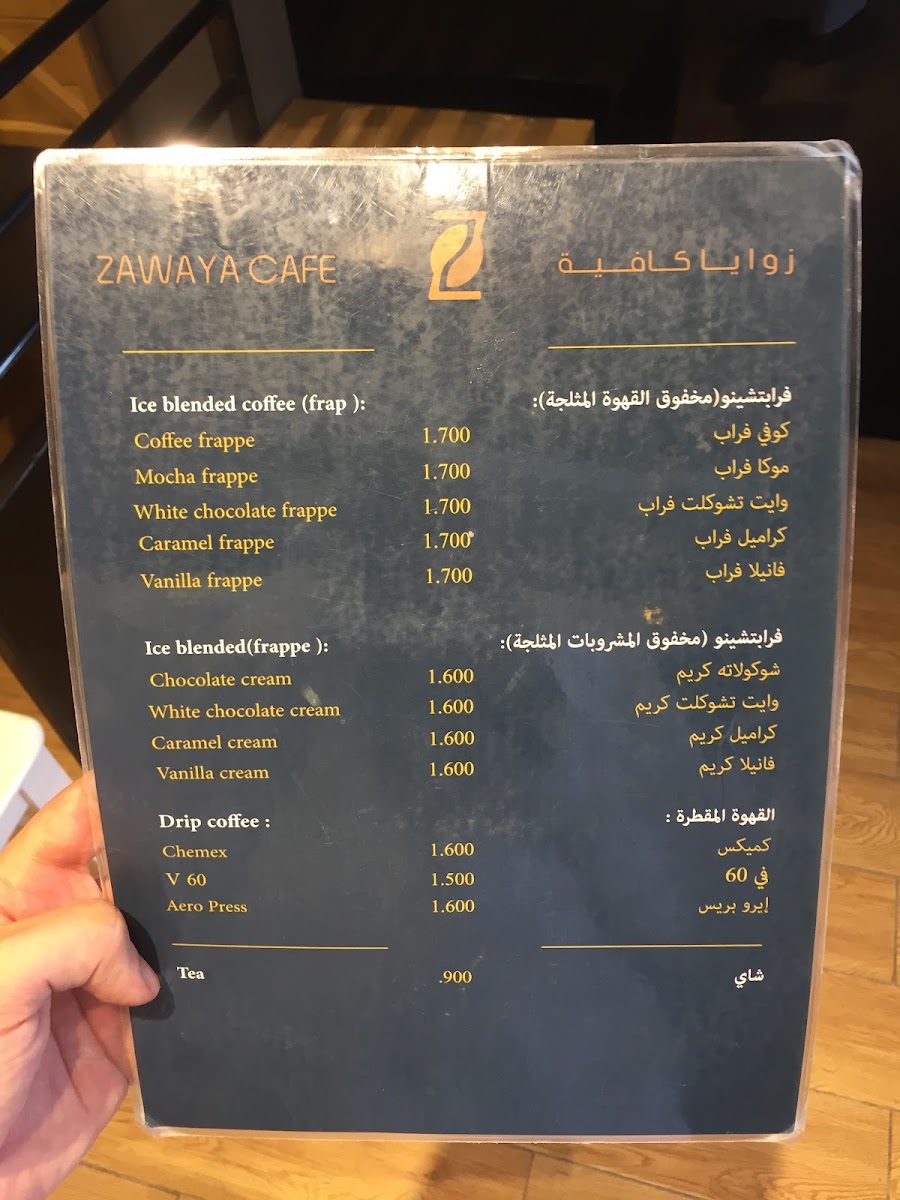 ZAWAYA CAFE
زوايا كافية
Ice blended coffee (frap ): فرابتشينو(مخفوق القهوة المثلجة):
Coffee frappe 1.700 كوفي فراب
Mocha frappe 1.700 موكا فراب
White chocolate frappe 1.700 وايت تشوكلت فراب
Caramel frappe 1.700 كراميل فراب
Vanilla frappe 1.700 فانيلا فراب
Ice blended(frappe ): فرابتشينو (مخفوق المشروبات المثلجة):
Chocolate cream 1.600 شوكولاته كريم
White chocolate cream 1.600 وايت تشوكلت كريم
Caramel cream 1.600 كراميل كريم
Vanilla cream 1.600 فانيلا كريم
Drip coffee : القهوة المقطرة :
Chemex 1.600 كميكس
V 60 1.500 في 60
Aero Press 1.600 إيرو بريس
Tea .900 شاي